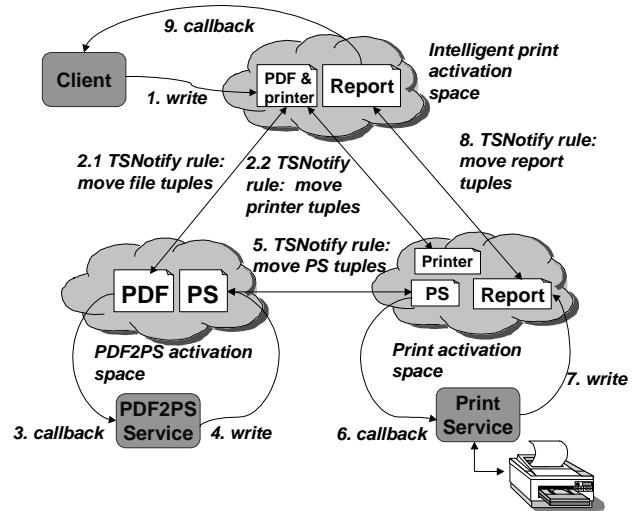 9. callback
Client
PDF &
printer
Report
Intelligent print
activation
space
1. write
2.1 TSNotify rule:
move file tuples
2.2 TSNotify
rule: move
printer tuples
8. TSNotify rule:
move report
tuples
5. TSNotify rule:
move PS tuples
PDF
PS
Printer
PS
Report
PDF2PS activation
space
Print activation
space
3. callback
PDF2PS
Service
4. write
6. callback
Print
Service
7. write